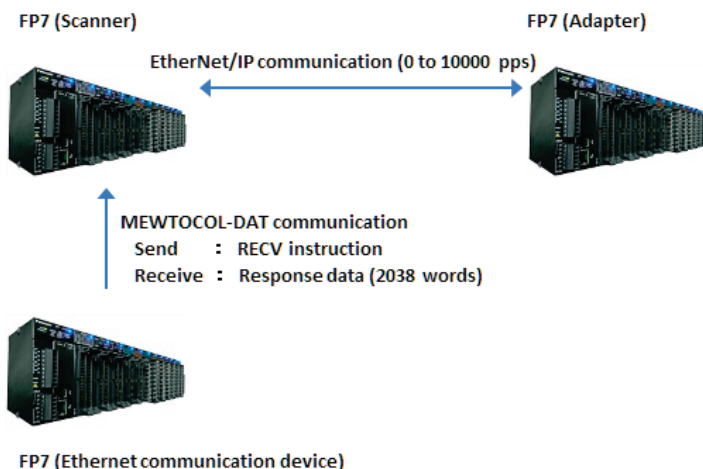 FP7 (Scanner)
FP7 (Adapter)
EtherNet/IP communication (0 to 10000 pps)
MEWTOCOL-DAT communication
Send : RECV instruction
Receive : Response data (2038 words)
FP7 (Ethernet communication device)